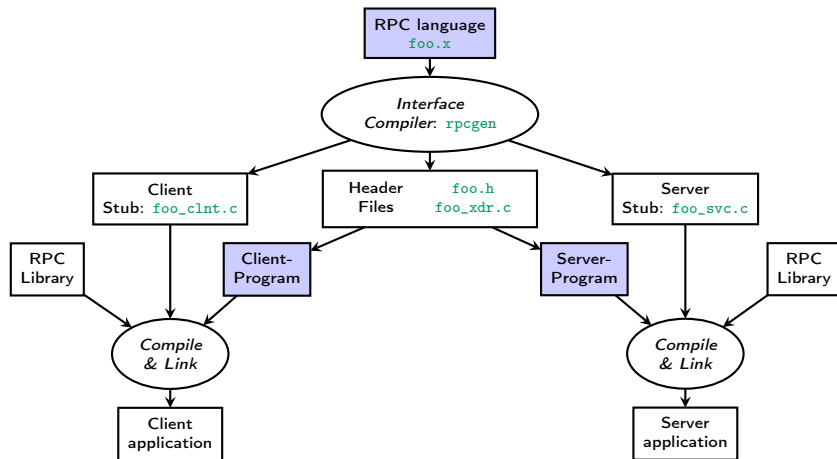 RPC language
foo.x
Interface
Compiler: rpcgen
Client
Stub: foo_clnt.c
Header foo.h
Files foo_xdr.c
Server
Stub: foo_svc.c
RPC
Library
Client-
Program
Server-
Program
RPC
Library
Compile
& Link
Compile
& Link
Client
application
Server
application